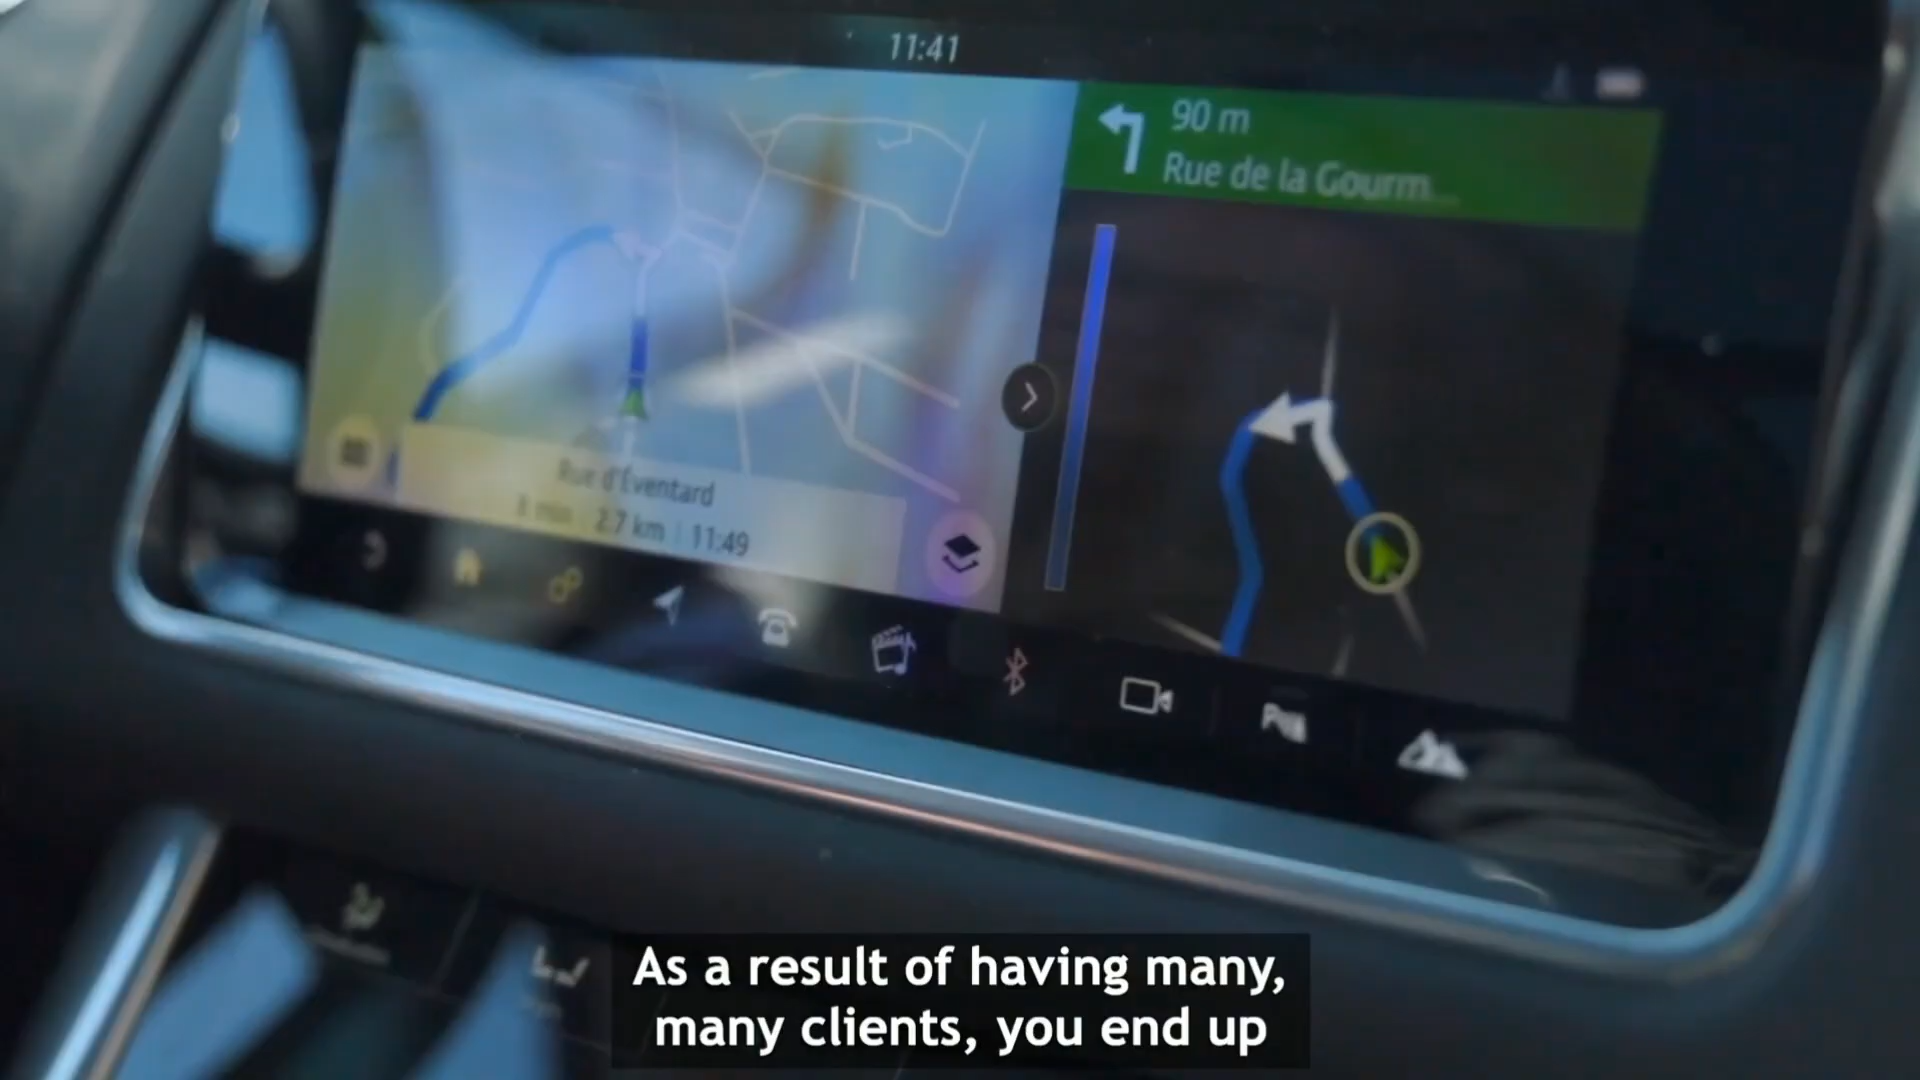 11:41
90 m
Rue de la Gourm...
Rue d'Éventard
2.7 km | 11:49
As a result of having many,
many clients, you end up